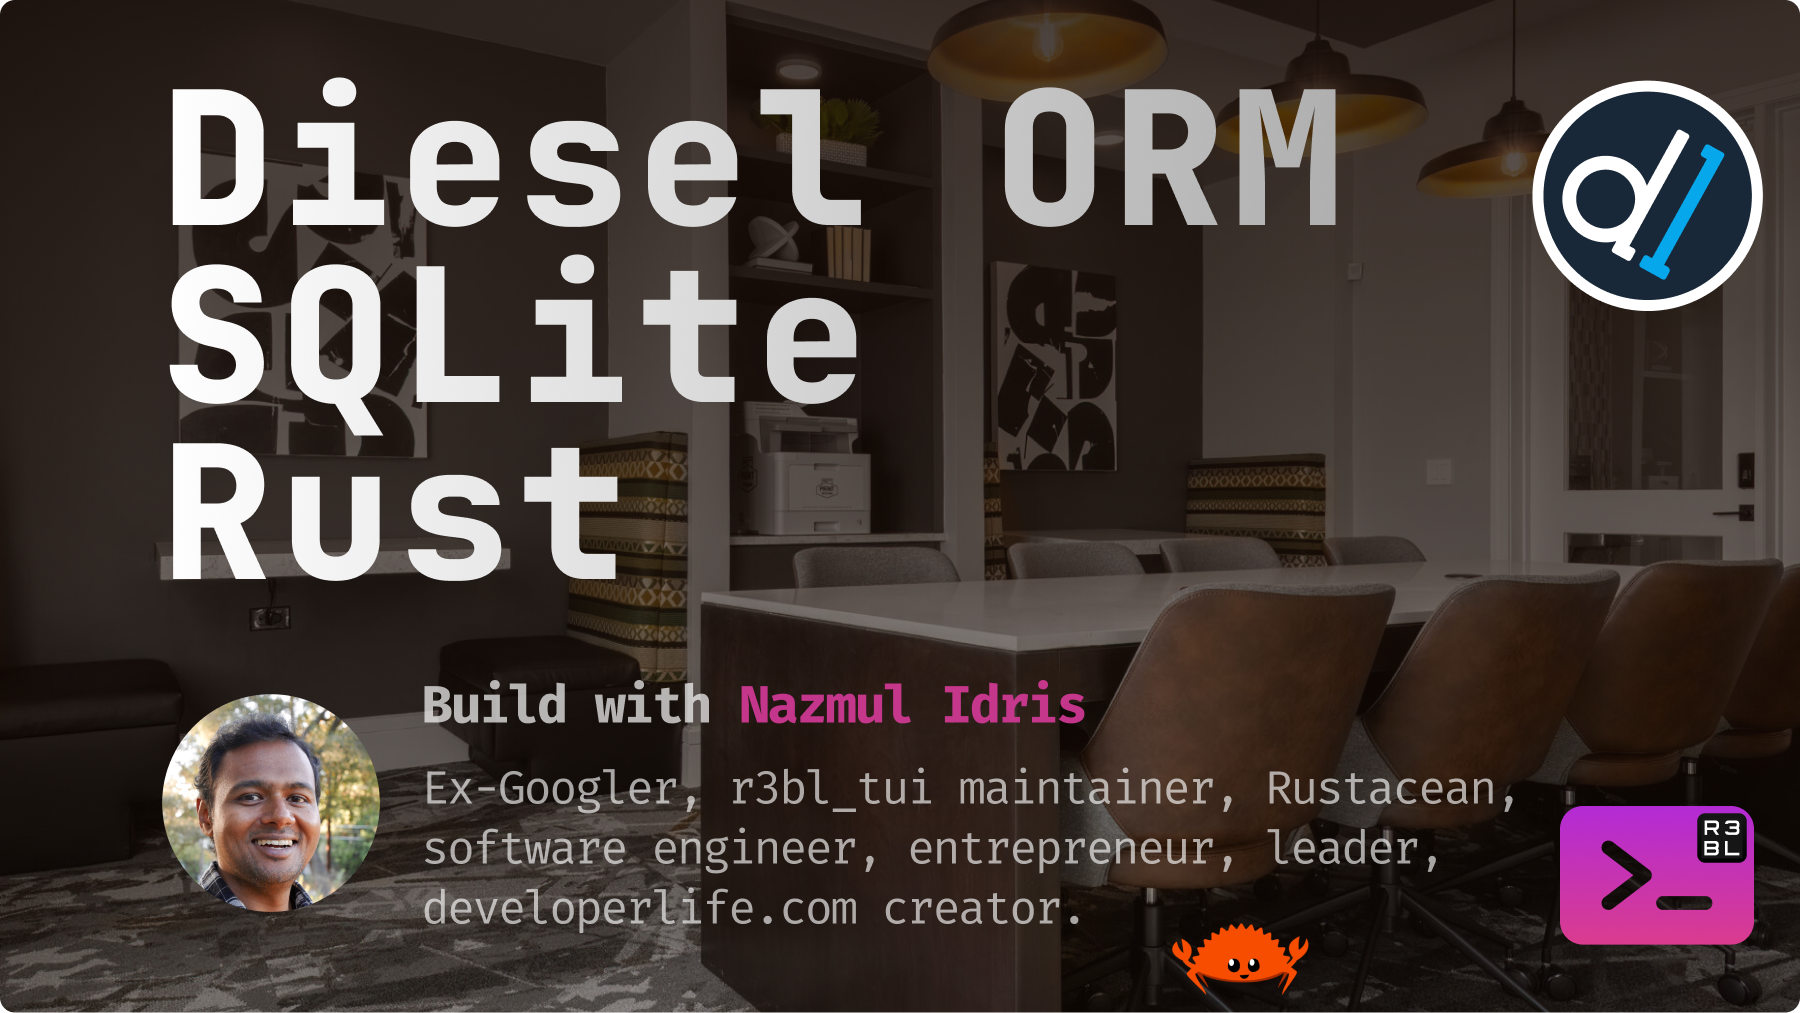 Diesel ORM
SQLite
Rust
Build with Nazmul Idris
Ex-Googler, r3bl_tui maintainer, Rustacean,
software engineer, entrepreneur, leader,
developerlife.com creator.
R3
BL